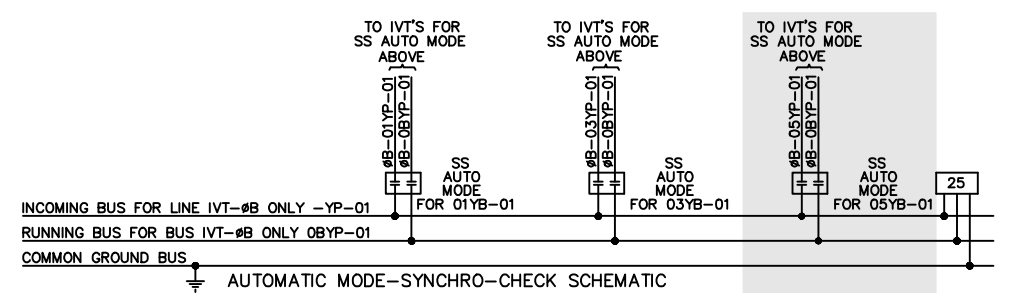 TO IVT'S FOR
SS AUTO MODE
ABOVE
øB-01YP-01
øB-0BYP-01
SS
AUTO
MODE
FOR 01YB-01
TO IVT'S FOR
SS AUTO MODE
ABOVE
øB-03YP-01
øB-0BYP-01
SS
AUTO
MODE
FOR 03YB-01
TO IVT'S FOR
SS AUTO MODE
ABOVE
øB-05YP-01
øB-0BYP-01
SS
AUTO
MODE
FOR 05YB-01
25
INCOMING BUS FOR LINE IVT-øB ONLY -YP-01
RUNNING BUS FOR BUS IVT-øB ONLY 0BYP-01
COMMON GROUND BUS
AUTOMATIC MODE-SYNCHRO-CHECK SCHEMATIC